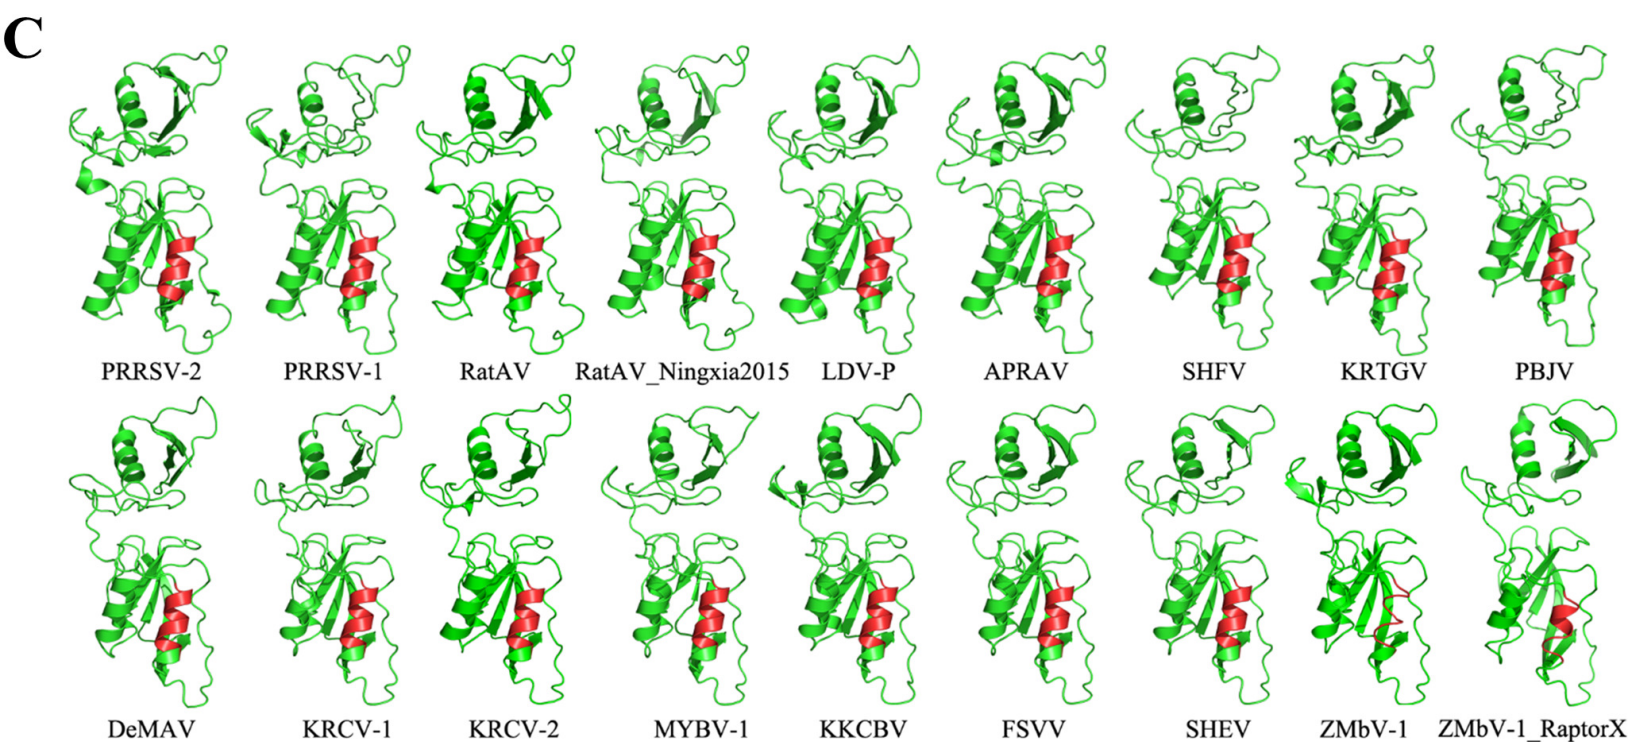 C
PRRSV-2 PRRSV-1 RatAV RatAV_Ningxia2015 LDV-P APRAV SHFV KRTGV PBJV
DeMAV KRCV-1 KRCV-2 MYBV-1 KKCBV FSVV SHEV ZMbV-1 ZMbV-1_RaptorX